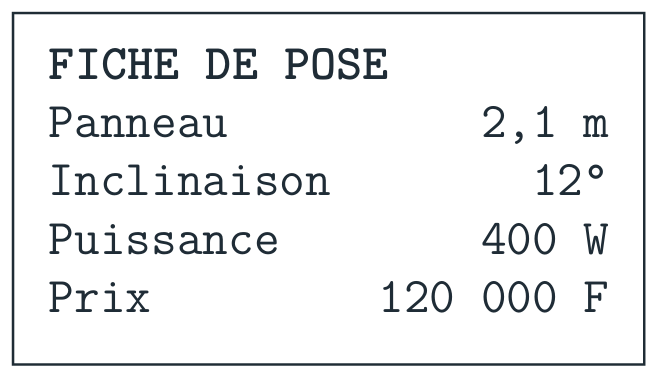 FICHE DE POSE
Panneau 2,1 m
Inclinaison 12°
Puissance 400 W
Prix 120 000 F